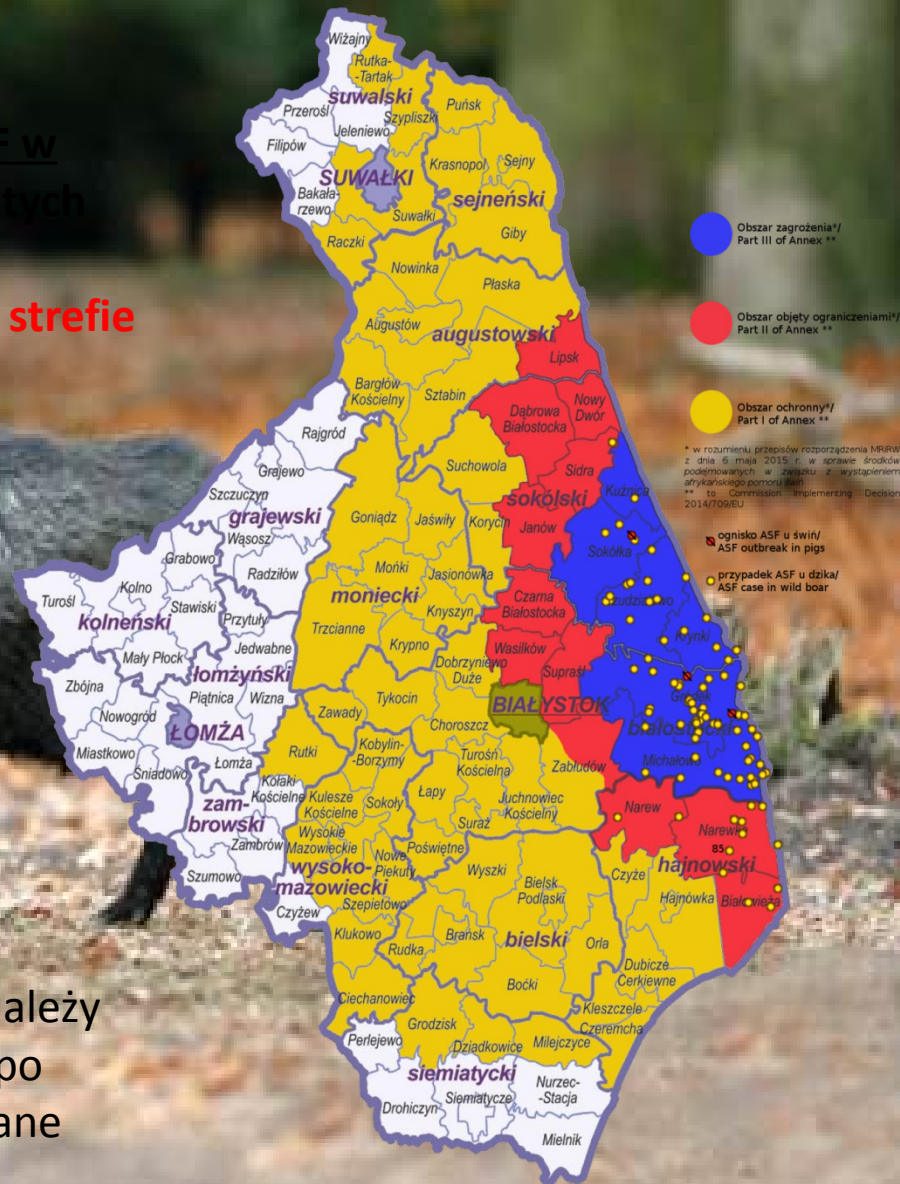 F w
tych
strefie
ależy
po
ane
Wiżajny
Rutka-
-Tartak
suwalski
Przerośl
Szypliszki
Puńsk
Jeleniewo
Filipów
Krasnopol
Sejny
SUWAŁKI
Bakała-
rzewo
sejneński
Suwałki
Giby
Raczki
Nowinka
Płaska
Augustów
augustowski
Lipsk
Bargłów
Kościelny
Sztabin
Dąbrowa
Białostocka
Nowy
Dwór
Rajgród
Suchowola
Sidra
Grajewo
Kuźnica
Szczuczyn
sokólski
grajewski
Goniądz
Jaświły
Korycin
Janów
Wąsosz
Sokółka
Grabowo
Mońki
Radziłów
Jasionówka
Kolno
moniecki
Czarna
Białostocka
Turośl
Stawiski
Knyszyn
kolneński
Przytuły
Trzcianne
Krynki
Krypno
Wasilków
Mały Płock
Jedwabne
Dobrzyniewo
Duże
Supraśl
łomżyński
Zbójna
Piątnica
Wizna
Tykocin
BIAŁYSTOK
Nowogród
Zawady
Choroszcz
ŁOMŻA
białostocki
Miastkowo
Rutki
Kobylin-
-Borzymy
Turośń
Kościelna
Michałowo
Śniadowo
Łomża
Zabłudów
Kołaki
Kościelne
Kulesze
Kościelne
Sokoły
Łapy
Juchnowiec
Kościelny
zam-
browski
Suraż
Narew
Wysokie
Mazowieckie
Narewka
Zambrów
Nowe
Piekuty
Poświętne
85
wysoko-
mazowiecki
Wyszki
hajnowski
Szumowo
Czyże
Szepietowo
Bielsk
Podlaski
Hajnówka
Białowieża
Czyżew
Klukowo
Rudka
Brańsk
bielski
Orla
Boćki
Dubicze
Cerkiewne
Ciechanowiec
Kleszczele
Grodzisk
Czeremcha
Perlejewo
Dziadkowice
Milejczyce
siemiatycki
Nurzec-
-Stacja
Drohiczyn
Siemiatycze
Mielnik
Obszar zagrożenia*/
Part III of Annex **
Obszar objęty ograniczeniami*/
Part II of Annex **
Obszar ochronny*/
Part I of Annex **
* w rozumieniu przepisów rozporządzenia MRiRW
z dnia 6 maja 2015 r. w sprawie środków
podejmowanych w związku z wystąpieniem
afrykańskiego pomoru świń
** to Commission Implementing Decision
2014/709/EU
ognisko ASF u świń/
ASF outbreak in pigs
przypadek ASF u dzika/
ASF case in wild boar